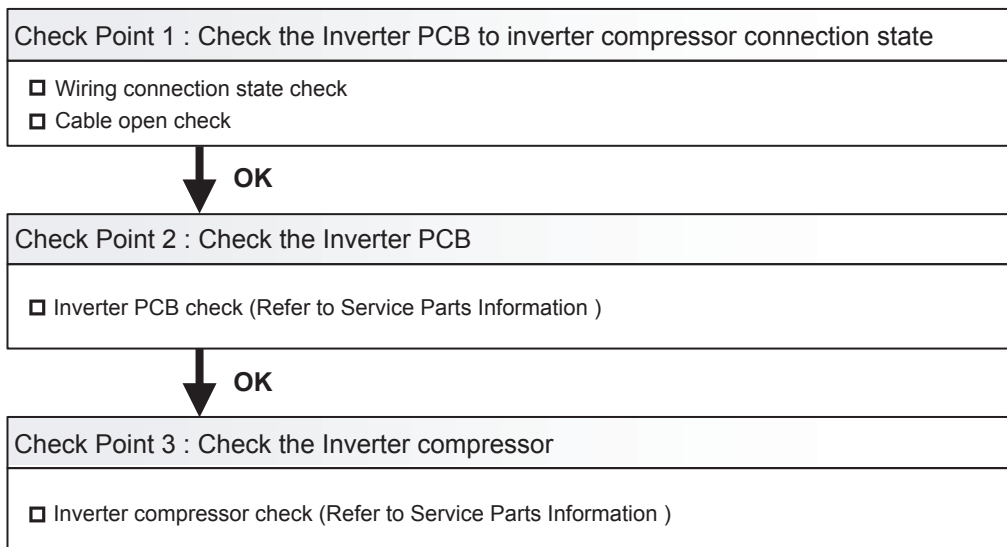 Check Point 1 : Check the Inverter PCB to inverter compressor connection state
Wiring connection state check
Cable open check
OK
Check Point 2 : Check the Inverter PCB
Inverter PCB check (Refer to Service Parts Information )
OK
Check Point 3 : Check the Inverter compressor
Inverter compressor check (Refer to Service Parts Information )